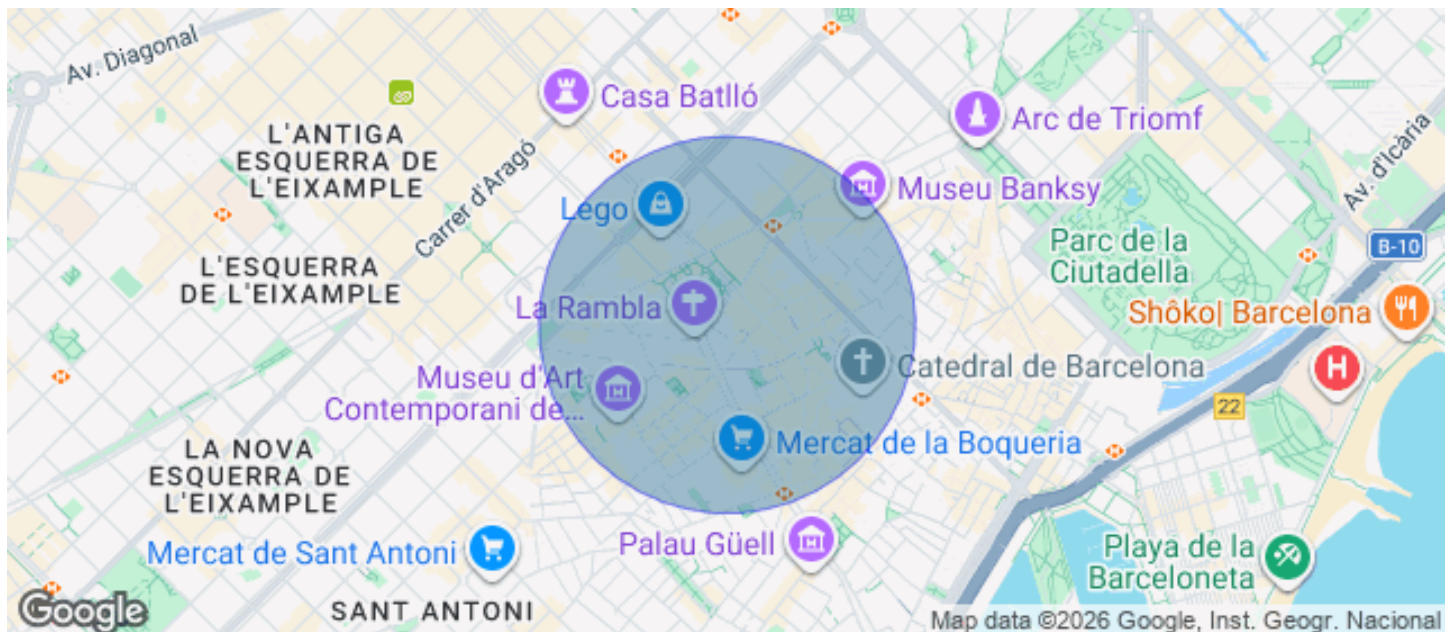 Av. Diagonal
Casa Batlló
Arc de Triomf
L'ANTIGA
ESQUERRA DE
L'EIXAMPLE
Carrer d'Aragó
Av. d'Icària
Museu Banksy
Lego
B-10
Parc de la
Ciutadella
L'ESQUERRA
DE L'EIXAMPLE
La Rambla
Shôko| Barcelona
Catedral de Barcelona
H
Museu d'Art
Contemporani de...
22
Mercat de la Boqueria
LA NOVA
ESQUERRA DE
L'EIXAMPLE
Palau Güell
Mercat de Sant Antoni
Playa de la
Barceloneta
SANT ANTONI
Google
Map data ©2026 Google, Inst. Geogr. Nacional